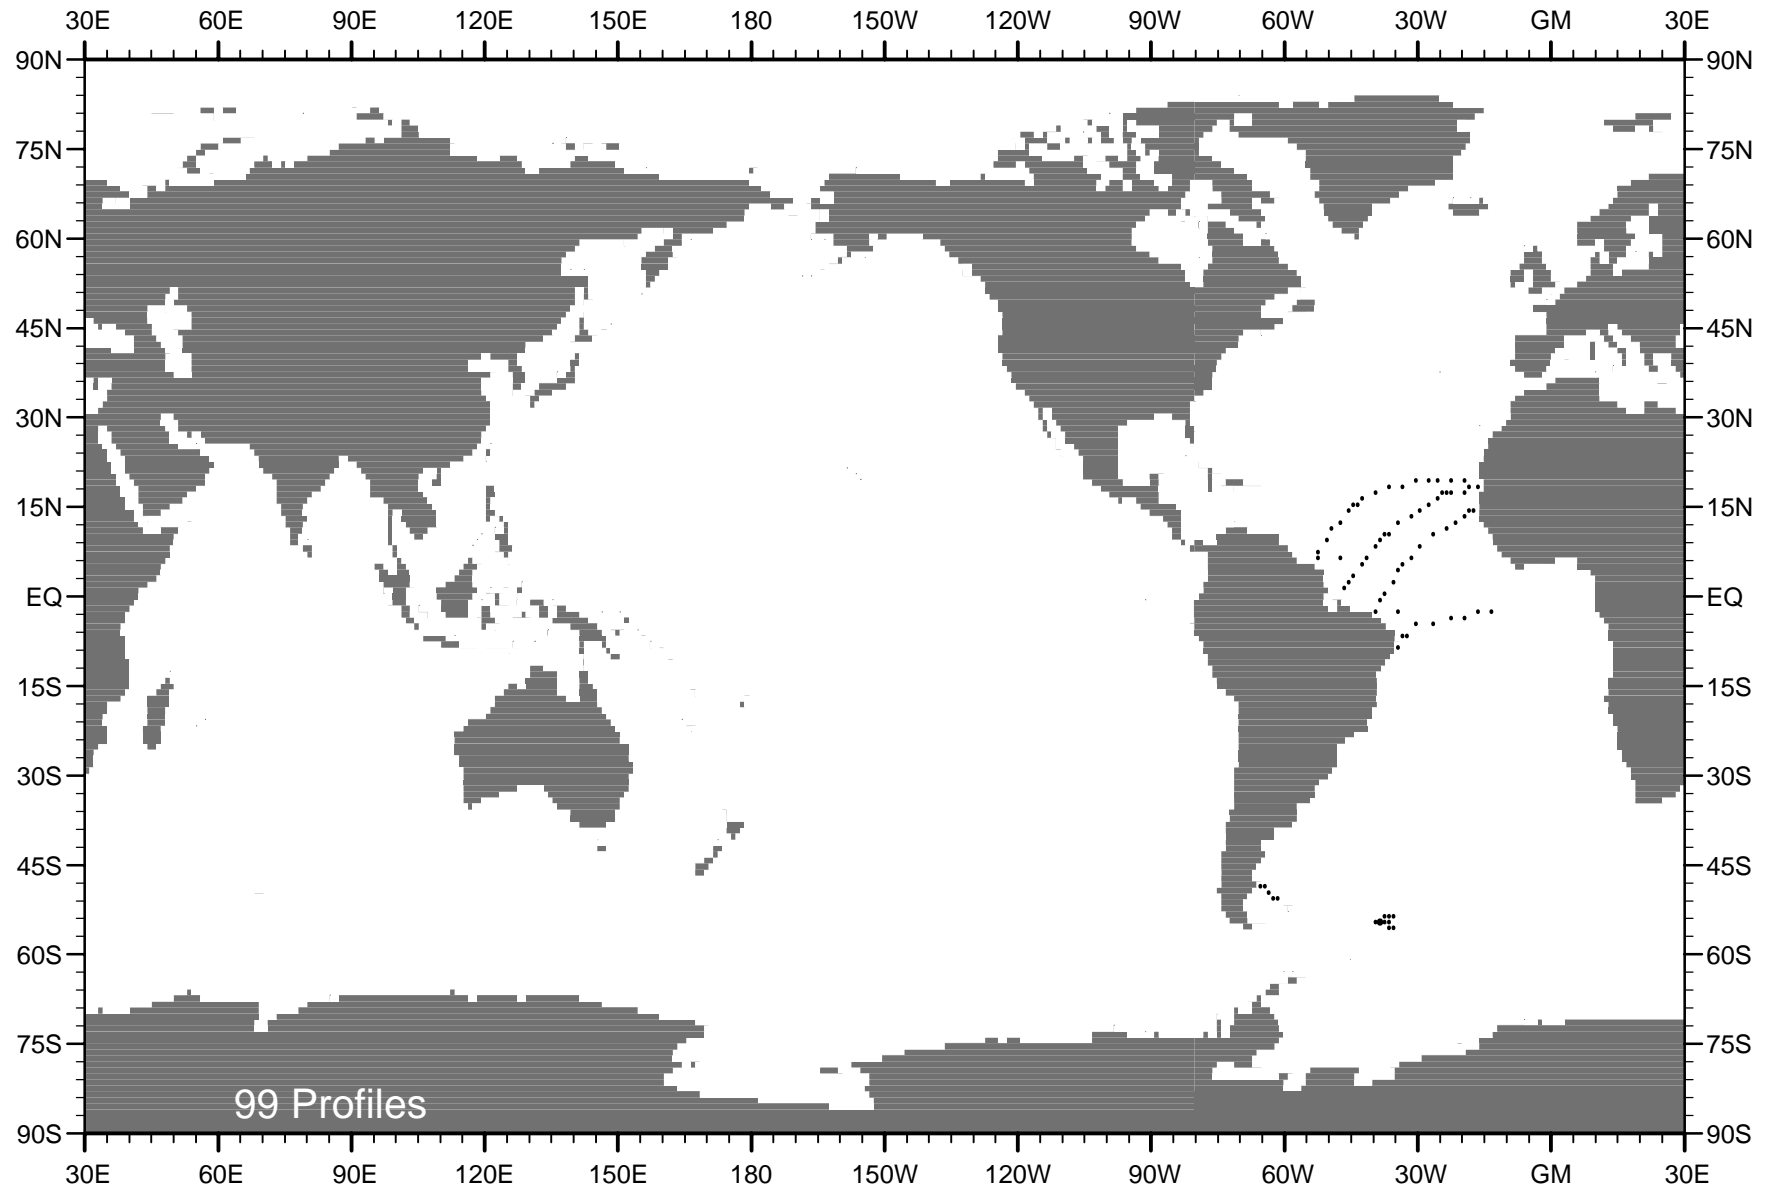 30E 60E 90E 120E 150E 180 150W 120W 90W 60W 30W GM 30E
90N 90N
75N 75N
60N 60N
45N 45N
30N 30N
15N 15N
EQ EQ
15S 15S
30S 30S
45S 45S
60S 60S
75S 75S
99 Profiles
90S 90S
30E 60E 90E 120E 150E 180 150W 120W 90W 60W 30W GM 30E